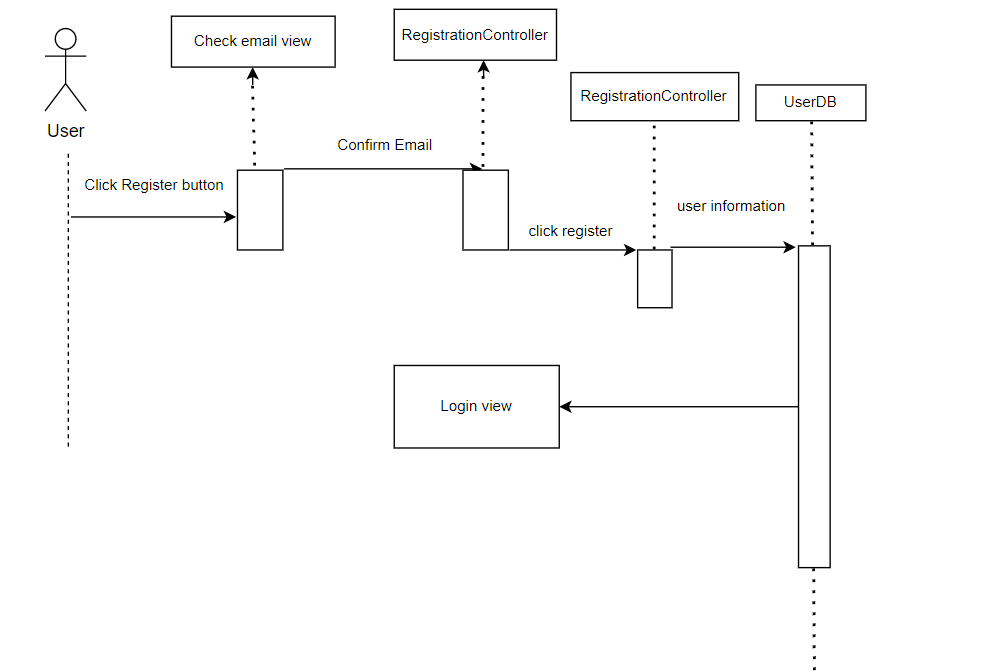 Check email view
RegistrationController
RegistrationController
UserDB
User
Confirm Email
Click Register button
user information
click register
Login view